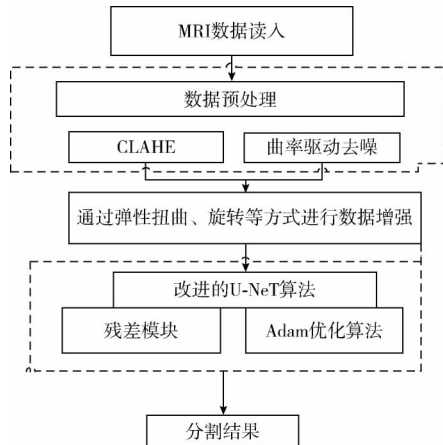 MRI数据读入
数据预处理
CLAHE
曲率驱动去噪
通过弹性扭曲、旋转等方式进行数据增强
改进的U-NeT算法
残差模块
Adam优化算法
分割结果